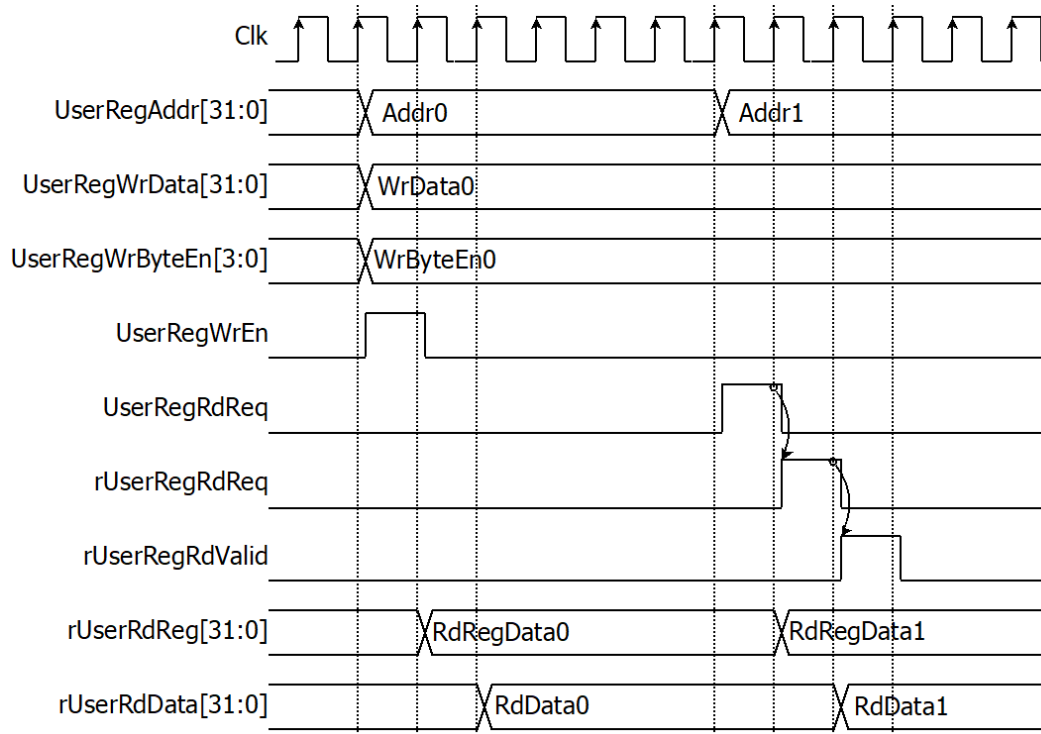 Clk
UserRegAddr[31:0] Addr0 Addr1
UserRegWrData[31:0] WrData0
UserRegWrByteEn[3:0] WrByteEn0
UserRegWrEn
UserRegRdReq
rUserRegRdReq
rUserRegRdValid
rUserRdReg[31:0] RdRegData0 RdRegData1
rUserRdData[31:0] RdData0 RdData1